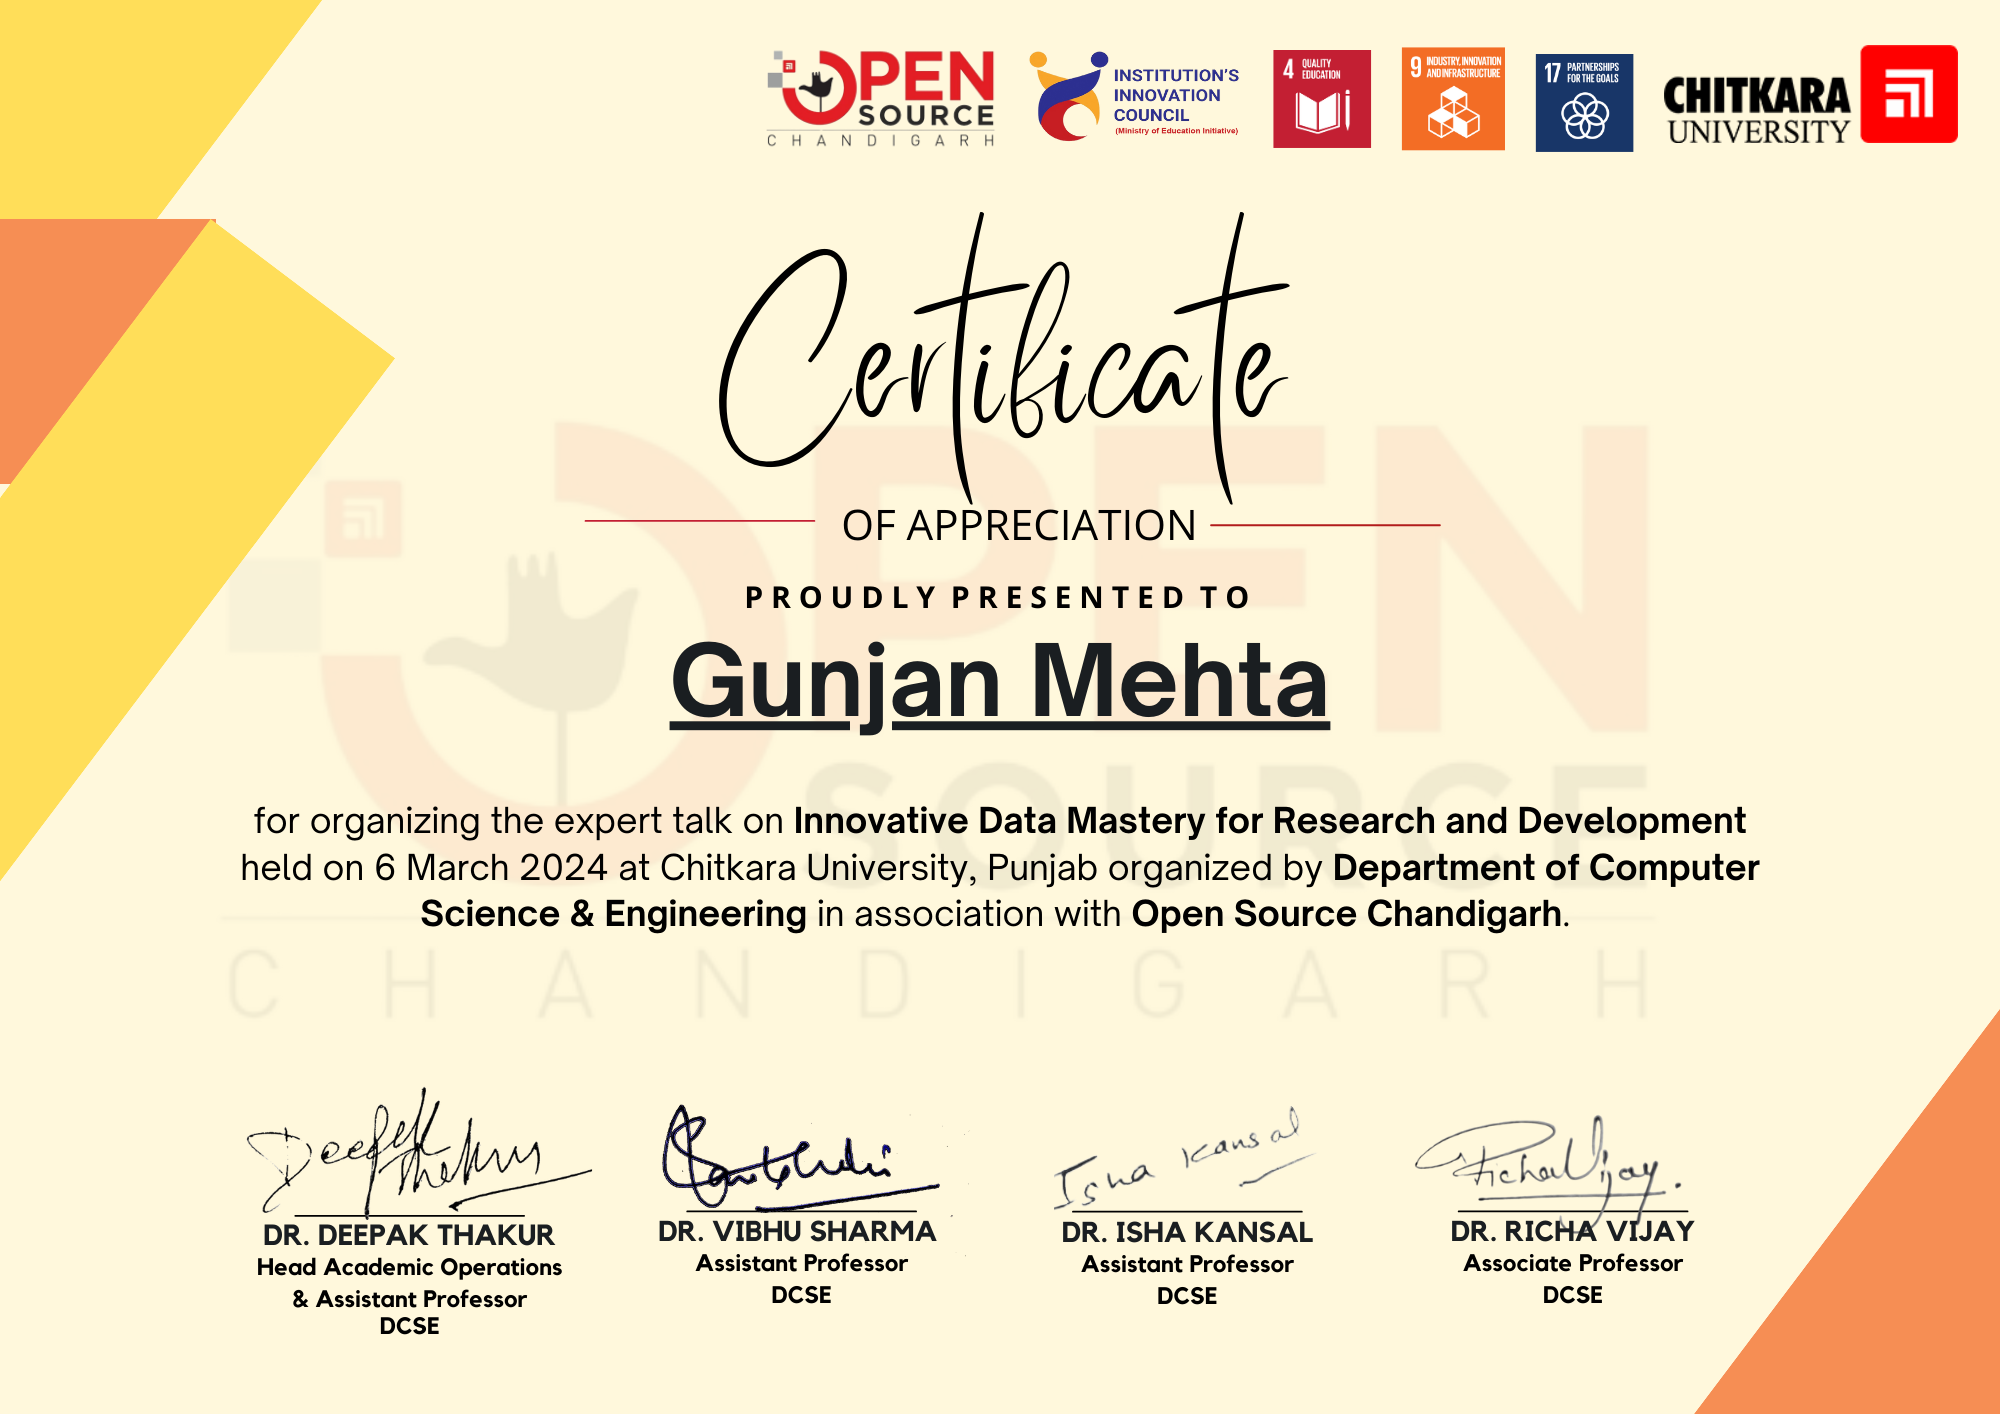 OPEN
SOURCE
CHANDIGARH
INSTITUTION'S
INNOVATION
COUNCIL
(Ministry of Education Initiative)
4 QUALITY
EDUCATION
9 INDUSTRY, INNOVATION
AND INFRASTRUCTURE
17 PARTNERSHIPS
FOR THE GOALS
CHITKARA
UNIVERSITY
Certificate
OF APPRECIATION
PROUDLY PRESENTED TO
Gunjan Mehta
for organizing the expert talk on Innovative Data Mastery for Research and Development
held on 6 March 2024 at Chitkara University, Punjab organized by Department of Computer
Science & Engineering in association with Open Source Chandigarh.
OPEN
SOURCE
CHANDIGARH
Deepak Thakur
Isha Kansal
Richa Vijay.
DR. DEEPAK THAKUR
Head Academic Operations
& Assistant Professor
DCSE
DR. VIBHU SHARMA
Assistant Professor
DCSE
DR. ISHA KANSAL
Assistant Professor
DCSE
DR. RICHA VIJAY
Associate Professor
DCSE